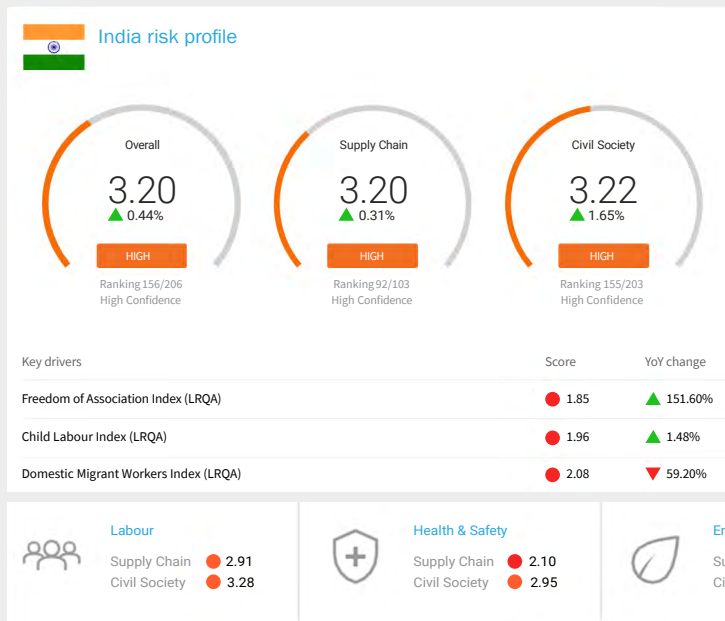 India risk profile
Overall
3.20
0.44%
HIGH
Ranking 156/206
High Confidence
Supply Chain
3.20
0.31%
HIGH
Ranking 92/103
High Confidence
Civil Society
3.22
1.65%
HIGH
Ranking 155/203
High Confidence
Key drivers Score YoY change
Freedom of Association Index (LRQA) 1.85 151.60%
Child Labour Index (LRQA) 1.96 1.48%
Domestic Migrant Workers Index (LRQA) 2.08 59.20%
Labour
Supply Chain 2.91
Civil Society 3.28
Health & Safety
Supply Chain 2.10
Civil Society 2.95